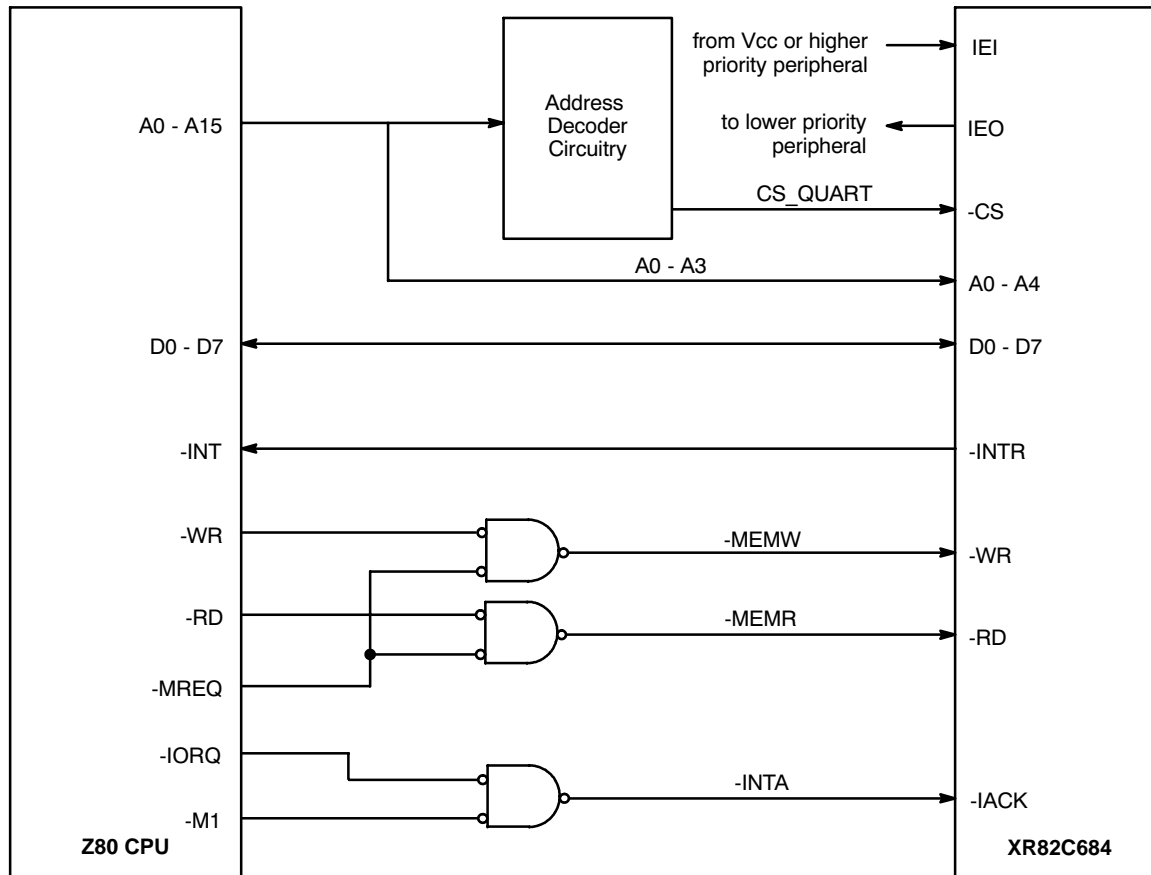 from Vcc or higher
priority peripheral
IEI
A0 - A15
Address
Decoder
Circuitry
to lower priority
peripheral
IEO
CS_QUART
-CS
A0 - A3
A0 - A4
D0 - D7
D0 - D7
-INT
-INTR
-WR
-MEMW
-WR
-RD
-MEMR
-RD
-MREQ
-IORQ
-INTA
-IACK
-M1
Z80 CPU
XR82C684